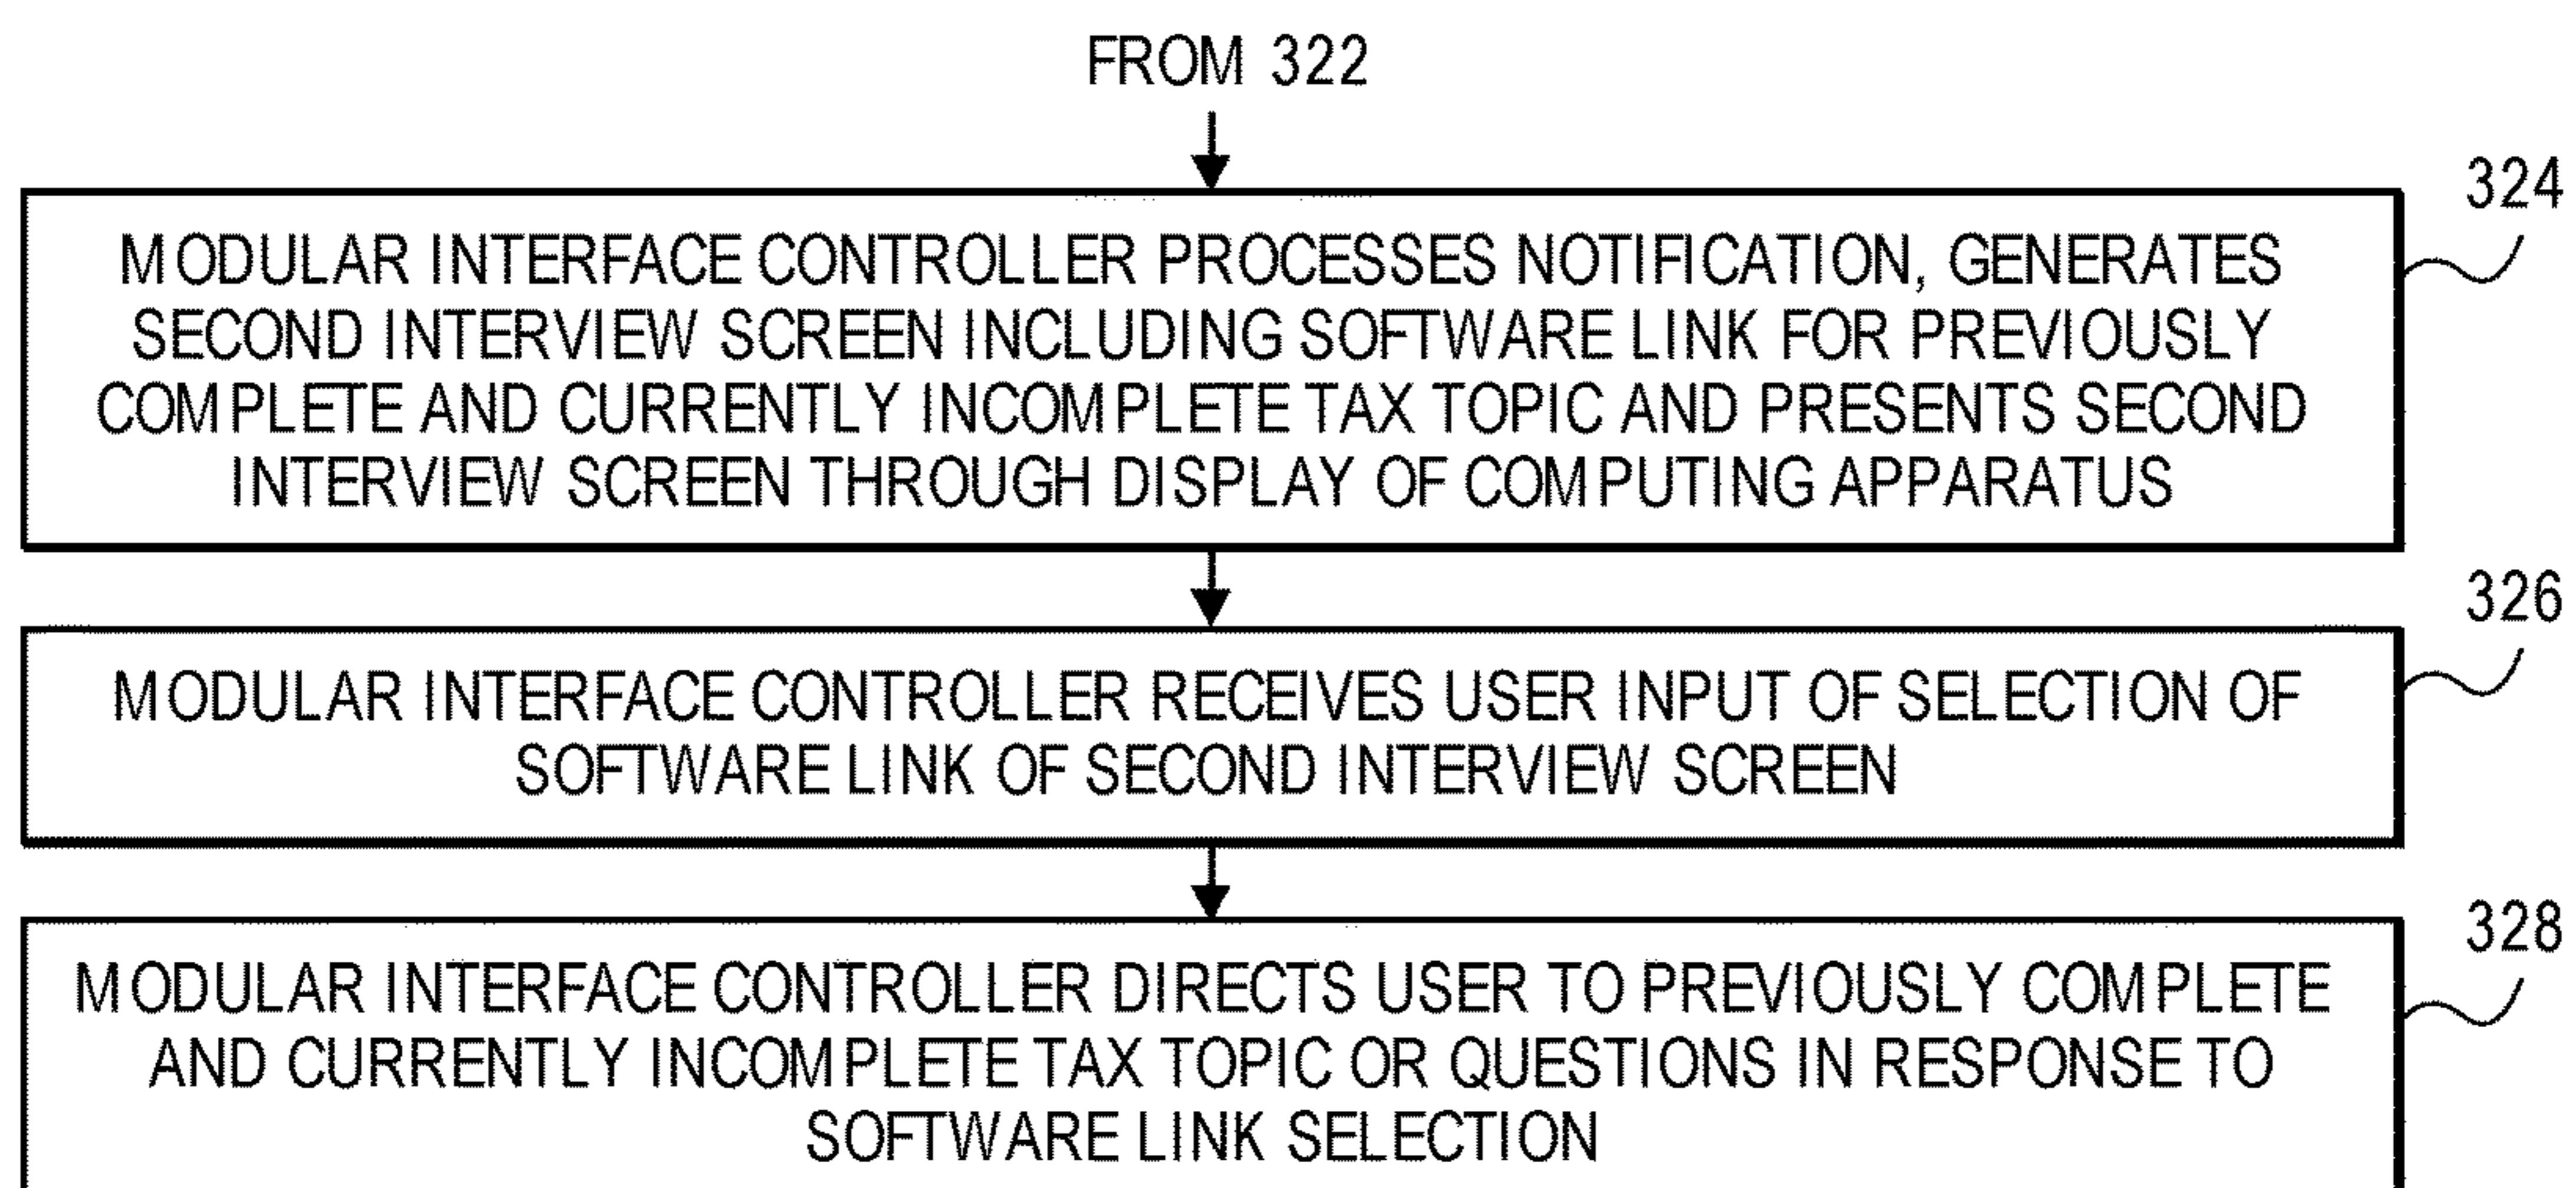 FROM 322
324
MODULAR INTERFACE CONTROLLER PROCESSES NOTIFICATION, GENERATES
SECOND INTERVIEW SCREEN INCLUDING SOFTWARE LINK FOR PREVIOUSLY
COMPLETE AND CURRENTLY INCOMPLETE TAX TOPIC AND PRESENTS SECOND
INTERVIEW SCREEN THROUGH DISPLAY OF COMPUTING APPARATUS
326
MODULAR INTERFACE CONTROLLER RECEIVES USER INPUT OF SELECTION OF
SOFTWARE LINK OF SECOND INTERVIEW SCREEN
328
MODULAR INTERFACE CONTROLLER DIRECTS USER TO PREVIOUSLY COMPLETE
AND CURRENTLY INCOMPLETE TAX TOPIC OR QUESTIONS IN RESPONSE TO
SOFTWARE LINK SELECTION